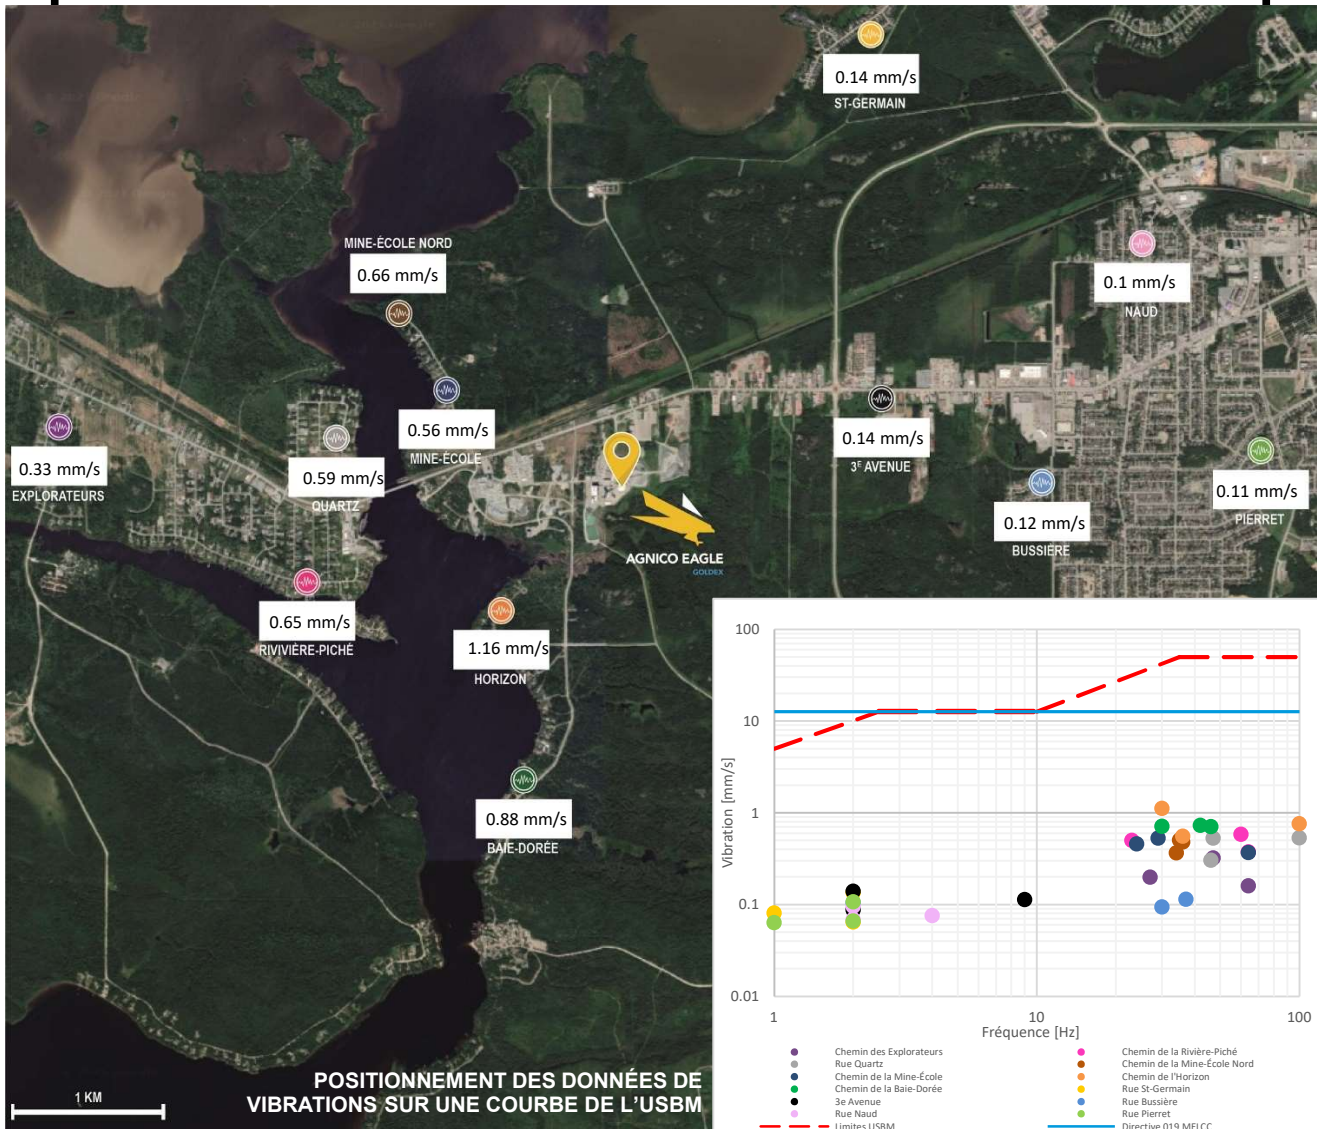 0.14 mm/s
ST-GERMAIN
MINE-ÉCOLE NORD
0.66 mm/s
0.1 mm/s
NAUD
0.56 mm/s
MINE-ÉCOLE
0.33 mm/s
EXPLORATEURS
0.59 mm/s
QUARTZ
0.14 mm/s
3E AVENUE
0.12 mm/s
BUSSIÈRE
0.11 mm/s
PIERRET
AGNICO EAGLE
GOLDEX
0.65 mm/s
RIVIVIÈRE-PICHÉ
1.16 mm/s
HORIZON
0.88 mm/s
BAIE-DORÉE
100
10
1
0.1
0.01
Vibration [mm/s]
1
10
100
Fréquence [Hz]
Chemin des Explorateurs
Chemin de la Rivière-Piché
Rue Quartz
Chemin de la Mine-École Nord
Chemin de la Mine-École
Chemin de l'Horizon
Chemin de la Baie-Dorée
Rue St-Germain
3e Avenue
Rue Bussière
Rue Naud
Rue Pierret
Limites USBM
Directive 019 MELCC
POSITIONNEMENT DES DONNÉES DE
VIBRATIONS SUR UNE COURBE DE L'USBM
1 KM